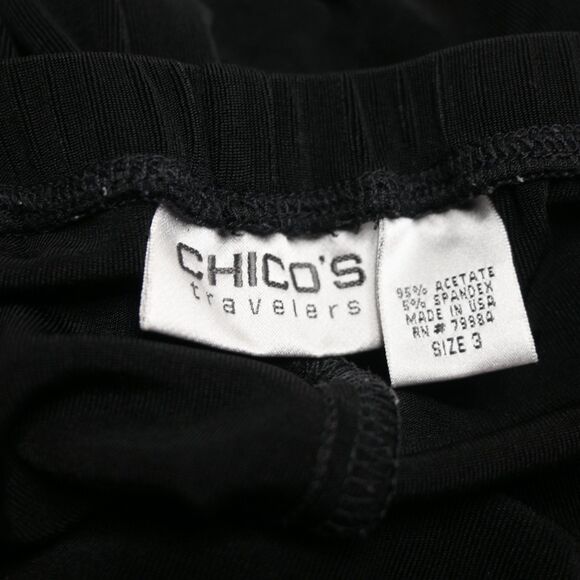 CHICO'S
travelers
95% ACETATE
5% SPANDEX
MADE IN USA
RN # 79984
SIZE 3